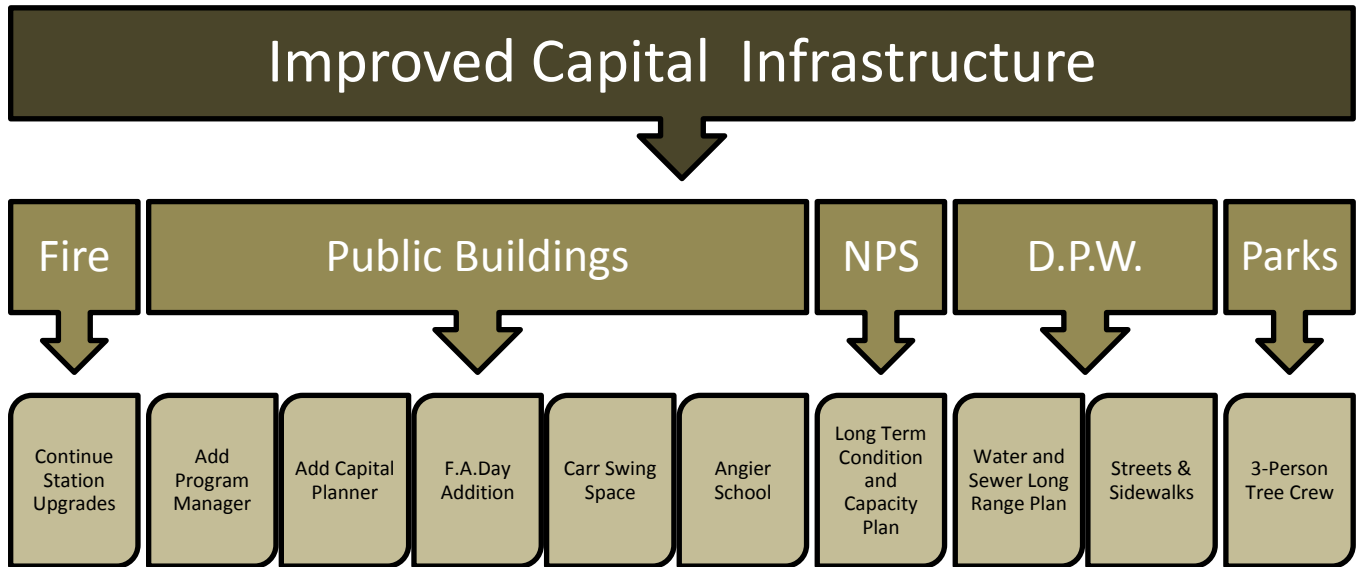 Improved Capital Infrastructure
Fire
Public Buildings
NPS
D.P.W.
Parks
Continue
Station
Upgrades
Add
Program
Manager
Add Capital
Planner
F.A.Day
Addition
Carr Swing
Space
Angier
School
Long Term
Condition
and
Capacity
Plan
Water and
Sewer Long
Range Plan
Streets &
Sidewalks
3-Person
Tree Crew